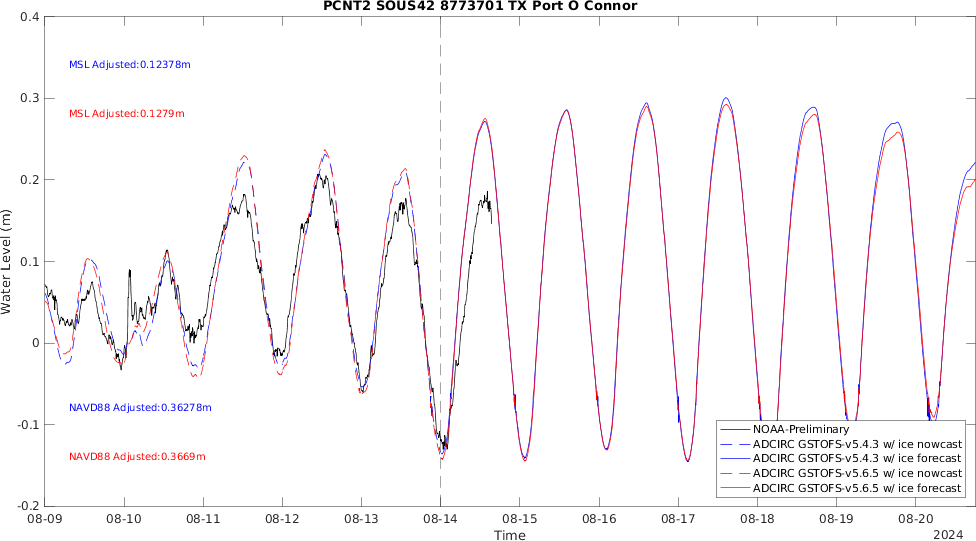 PCNT2 SOUS42 8773701 TX Port O Connor
0.4
0.3
0.2
0.1
0
-0.1
-0.2
Water Level (m)
MSL Adjusted:0.12378m
MSL Adjusted:0.1279m
NAVD88 Adjusted:0.36278m
NAVD88 Adjusted:0.3669m
NOAA-Preliminary
ADCIRC GSTOFS-v5.4.3 w/ ice nowcast
ADCIRC GSTOFS-v5.4.3 w/ ice forecast
ADCIRC GSTOFS-v5.6.5 w/ ice nowcast
ADCIRC GSTOFS-v5.6.5 w/ ice forecast
08-09 08-10 08-11 08-12 08-13 08-14 08-15 08-16 08-17 08-18 08-19 08-20
Time
2024